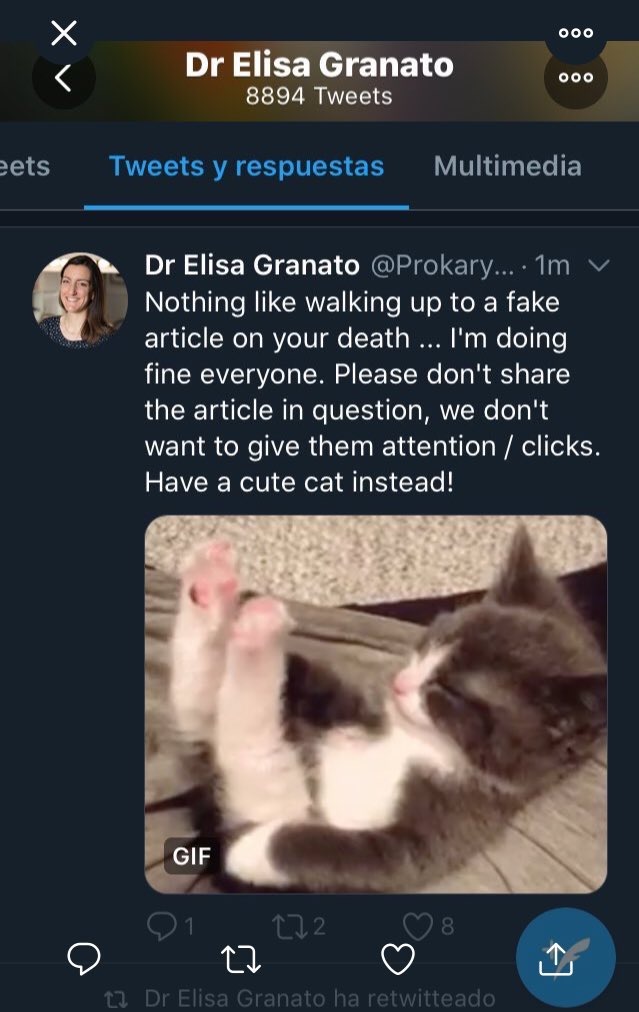 Dr Elisa Granato
8894 Tweets
eets
Tweets y respuestas
Multimedia
Dr Elisa Granato @Prokary... · 1m
Nothing like walking up to a fake
article on your death ... I'm doing
fine everyone. Please don't share
the article in question, we don't
want to give them attention / clicks.
Have a cute cat instead!
GIF
1 2 8
Dr Elisa Granato ha retwitteado